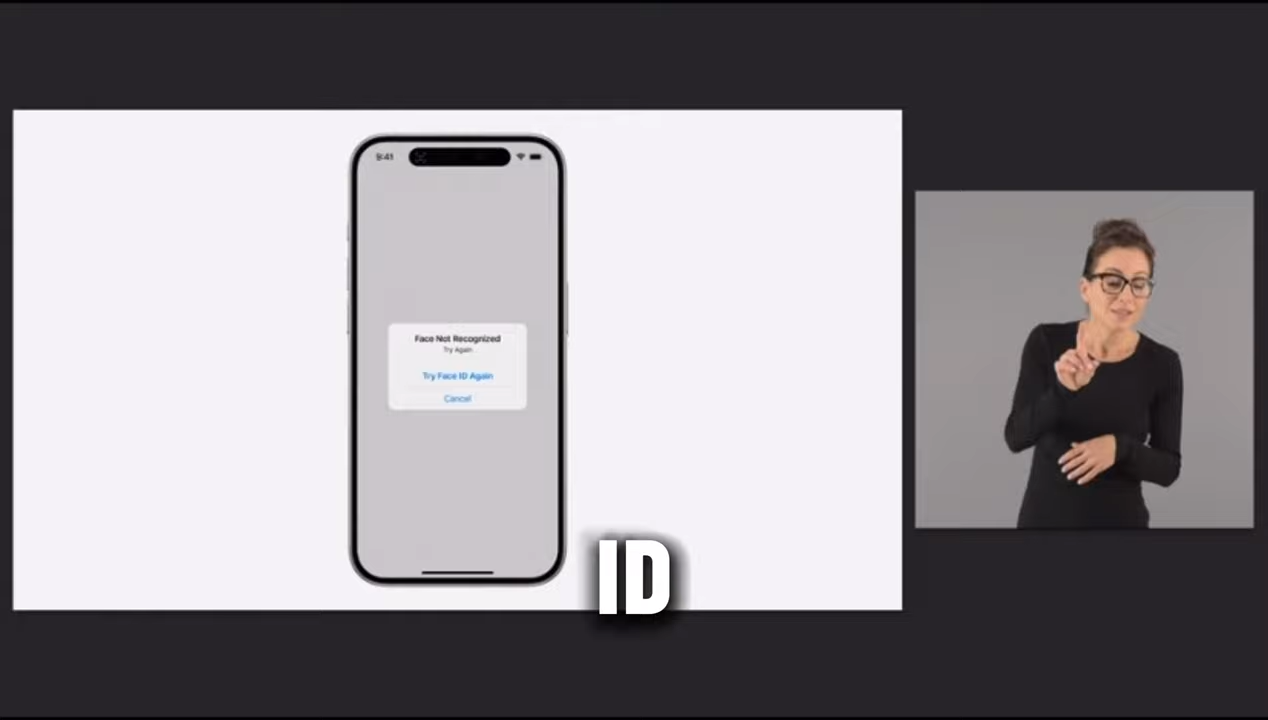 9:41
Face Not Recognized
Try Again
Try Face ID Again
Cancel
ID